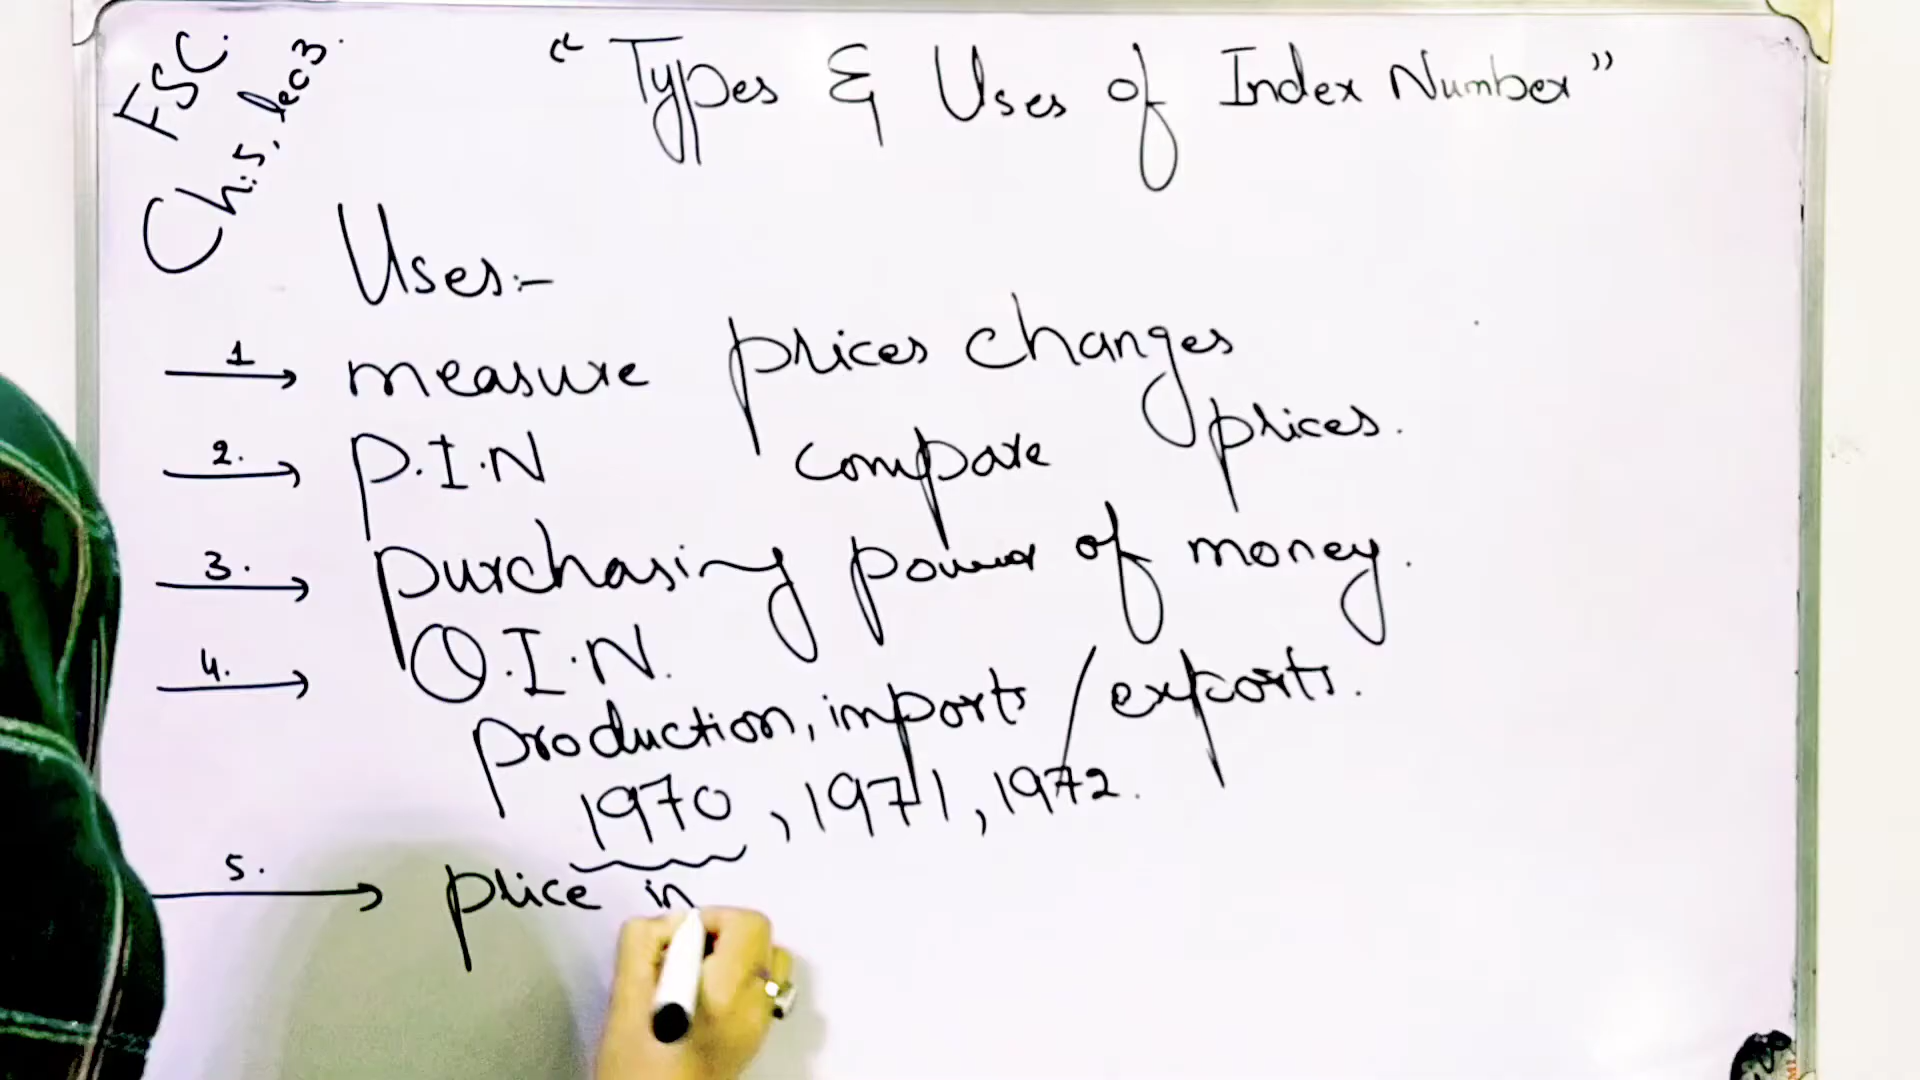 FSC.
Ch:5, lec 3.
“Types & Uses of Index Number”
Uses:-
1 measure prices changes
2. P.I.N compare prices.
3. purchasing power of money.
4. Q.I.N.
production, imports / exports.
1970, 1971, 1972.
5. price in